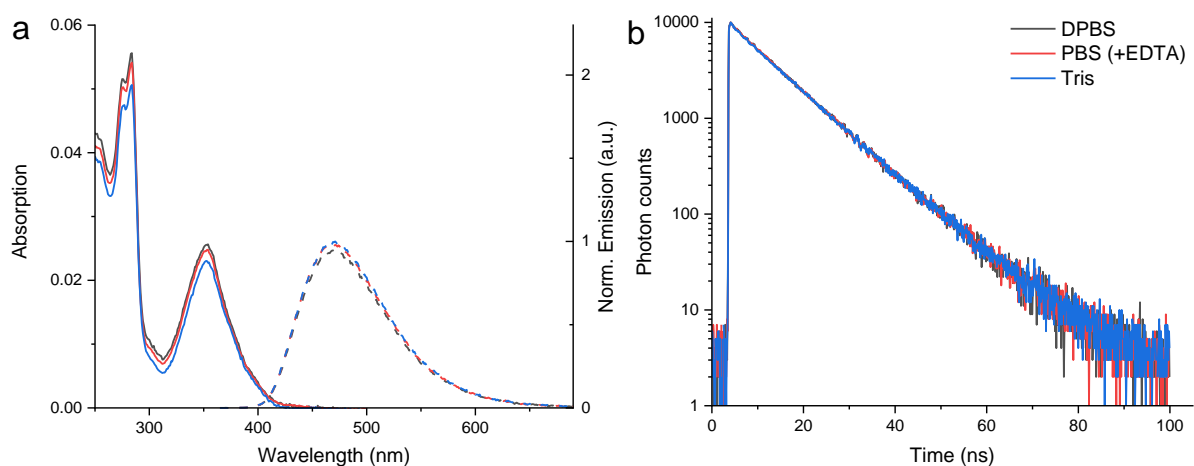 a
0.06
0.04
0.02
0.00
Absorption
300
400
500
600
Wavelength (nm)
2
1
0
Norm. Emission (a.u.)
b
10000
1000
100
10
1
Photon counts
0
20
40
60
80
100
Time (ns)
DPBS
PBS (+EDTA)
Tris